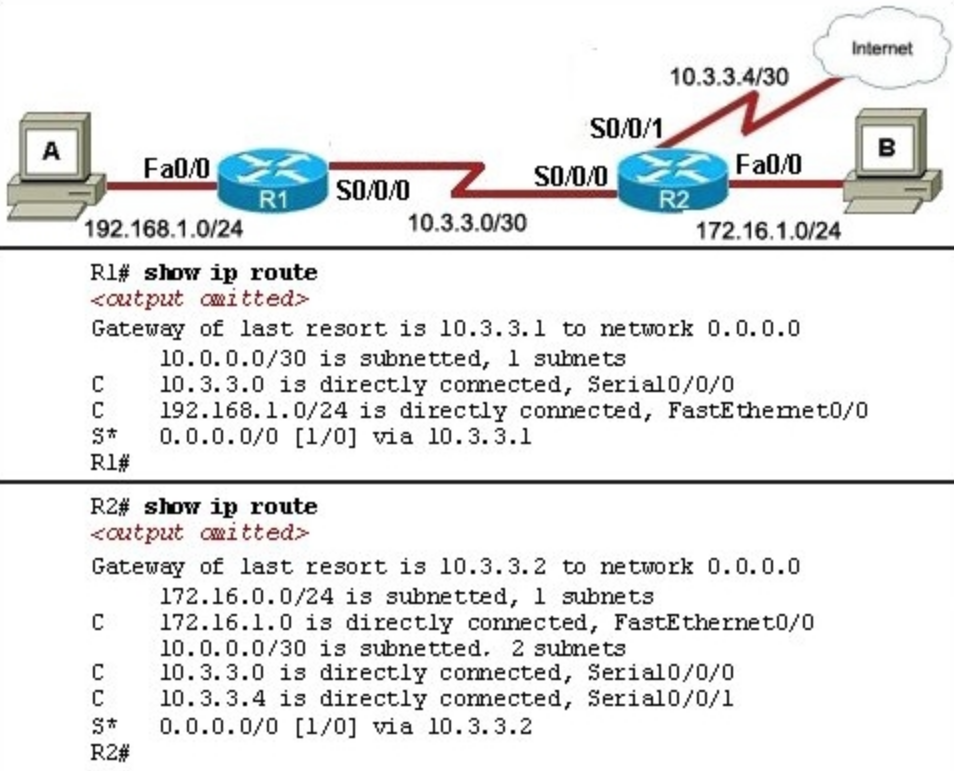 Internet
10.3.3.4/30
S0/0/1
A
B
Fa0/0
S0/0/0
S0/0/0
Fa0/0
R1
R2
192.168.1.0/24
10.3.3.0/30
172.16.1.0/24
R1# show ip route
<output omitted>
Gateway of last resort is 10.3.3.1 to network 0.0.0.0
10.0.0.0/30 is subnetted, 1 subnets
C 10.3.3.0 is directly connected, Serial0/0/0
C 192.168.1.0/24 is directly connected, FastEthernet0/0
S* 0.0.0.0/0 [1/0] via 10.3.3.1
R1#
R2# show ip route
<output omitted>
Gateway of last resort is 10.3.3.2 to network 0.0.0.0
172.16.0.0/24 is subnetted, 1 subnets
C 172.16.1.0 is directly connected, FastEthernet0/0
10.0.0.0/30 is subnetted. 2 subnets
C 10.3.3.0 is directly connected, Serial0/0/0
C 10.3.3.4 is directly connected, Serial0/0/1
S* 0.0.0.0/0 [1/0] via 10.3.3.2
R2#